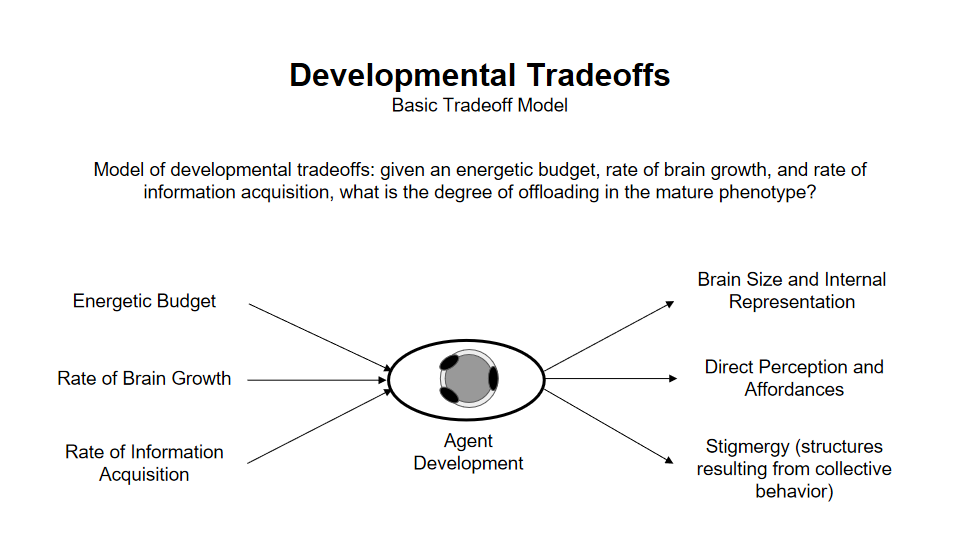 Developmental Tradeoffs
Basic Tradeoff Model
Model of developmental tradeoffs: given an energetic budget, rate of brain growth, and rate of
information acquisition, what is the degree of offloading in the mature phenotype?
Energetic Budget
Rate of Brain Growth
Rate of Information
Acquisition
Agent
Development
Brain Size and Internal
Representation
Direct Perception and
Affordances
Stigmergy (structures
resulting from collective
behavior)